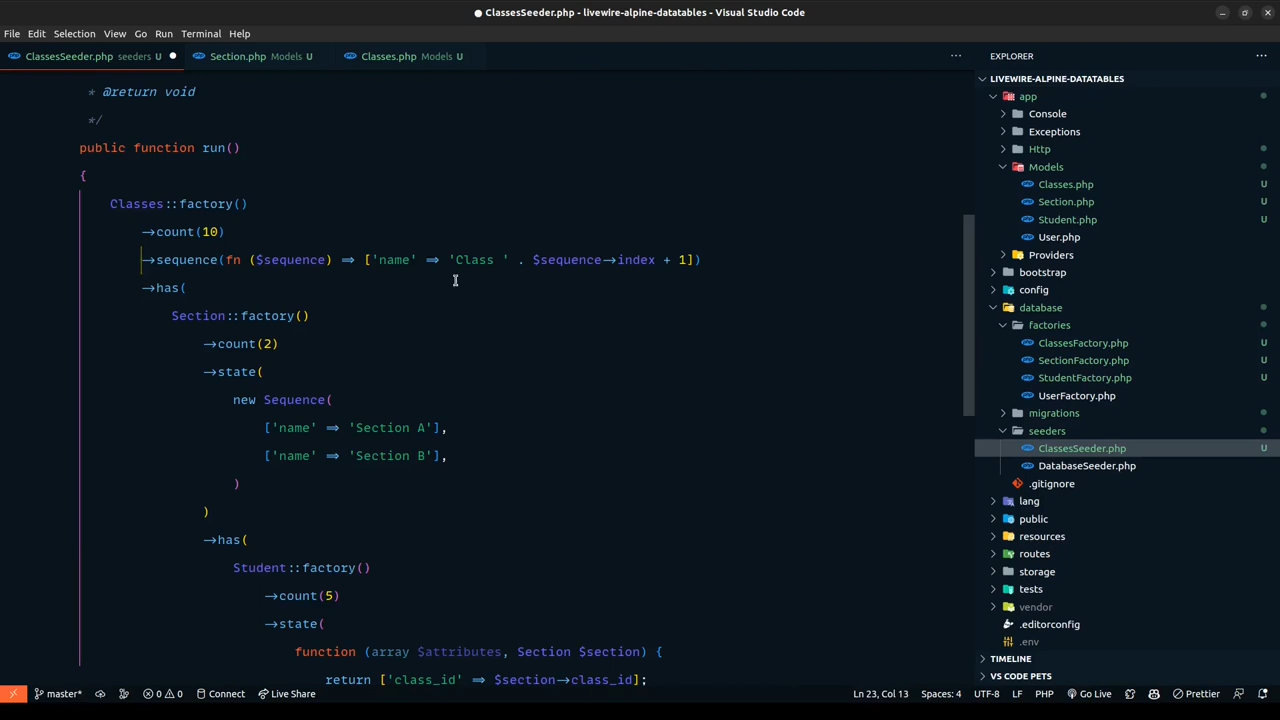 ClassesSeeder.php - livewire-alpine-datatables - Visual Studio Code
File Edit Selection View Go Run Terminal Help
ClassesSeeder.php seeders U
Section.php Models U
Classes.php Models U
* @return void
*/
public function run()
{
Classes::factory()
->count(10)
->sequence(fn ($sequence) => ['name' => 'Class ' . $sequence->index + 1])
->has(
Section::factory()
->count(2)
->state(
new Sequence(
['name' => 'Section A'],
['name' => 'Section B'],
)
)
->has(
Student::factory()
->count(5)
->state(
function (array $attributes, Section $section) {
return ['class_id' => $section->class_id];
EXPLORER
LIVEWIRE-ALPINE-DATATABLES
app
Console
Exceptions
Http
Models
Classes.php U
Section.php U
Student.php U
User.php
Providers
bootstrap
config
database
factories
ClassesFactory.php U
SectionFactory.php U
StudentFactory.php U
UserFactory.php
migrations
seeders
ClassesSeeder.php U
DatabaseSeeder.php
.gitignore
lang
public
resources
routes
storage
tests
vendor
.editorconfig
.env
TIMELINE
VS CODE PETS
master* 0 0 Connect Live Share Ln 23, Col 13 Spaces: 4 UTF-8 LF PHP Go Live Prettier